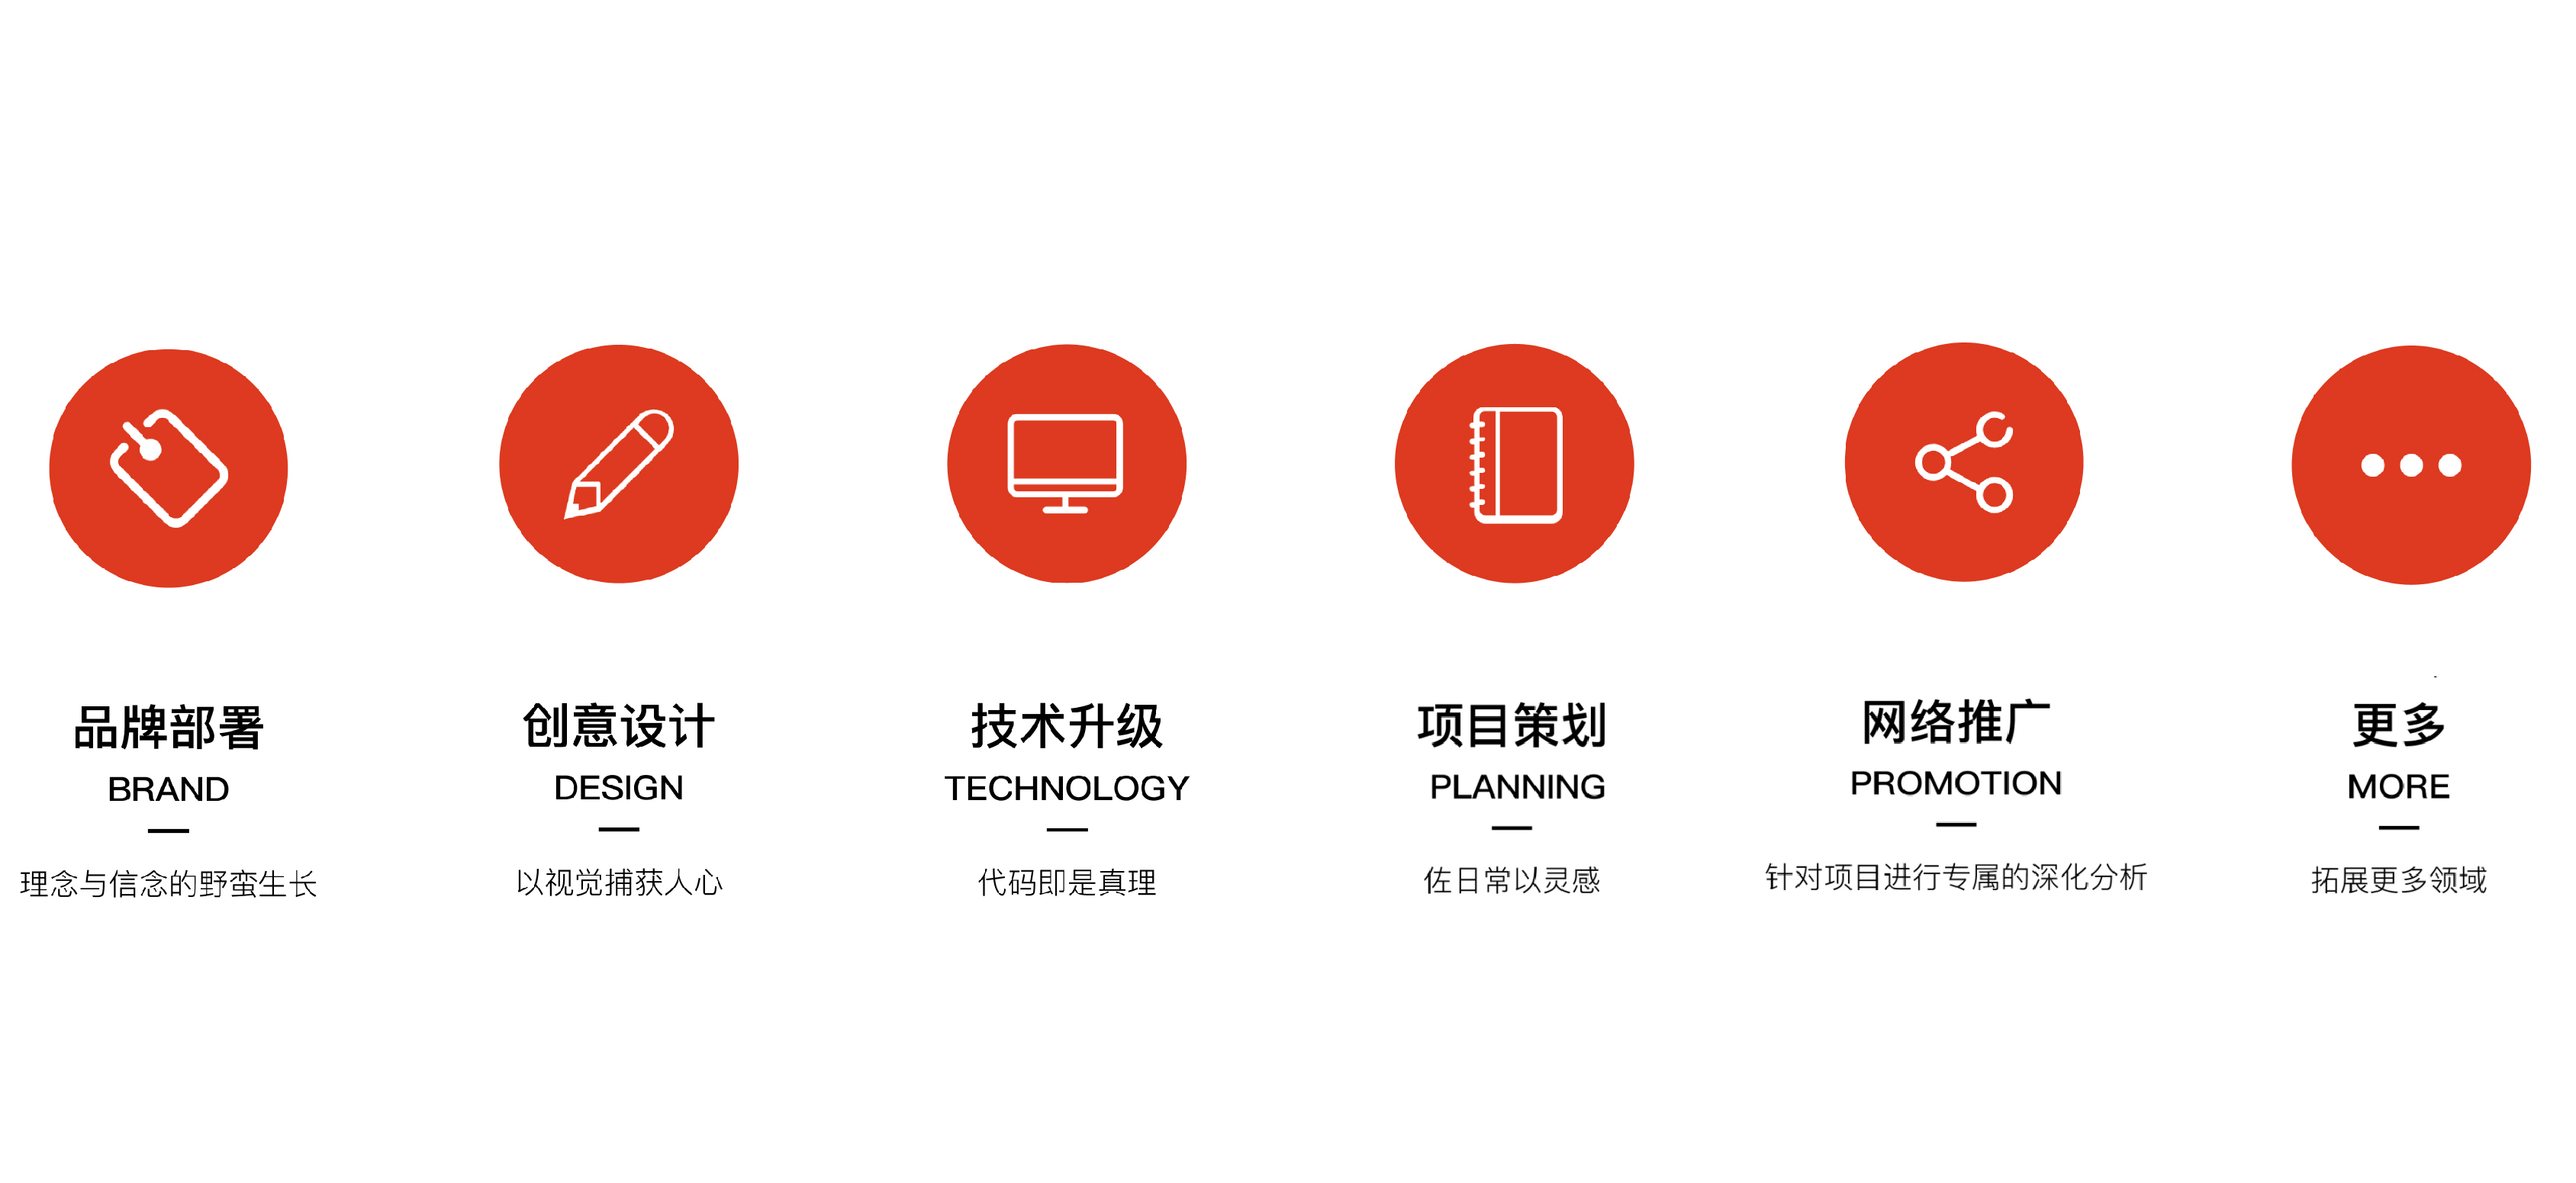 品牌部署
BRAND
理念与信念的野蛮生长
创意设计
DESIGN
以视觉捕获人心
技术升级
TECHNOLOGY
代码即是真理
项目策划
PLANNING
佐日常以灵感
网络推广
PROMOTION
针对项目进行专属的深化分析
更多
MORE
拓展更多领域